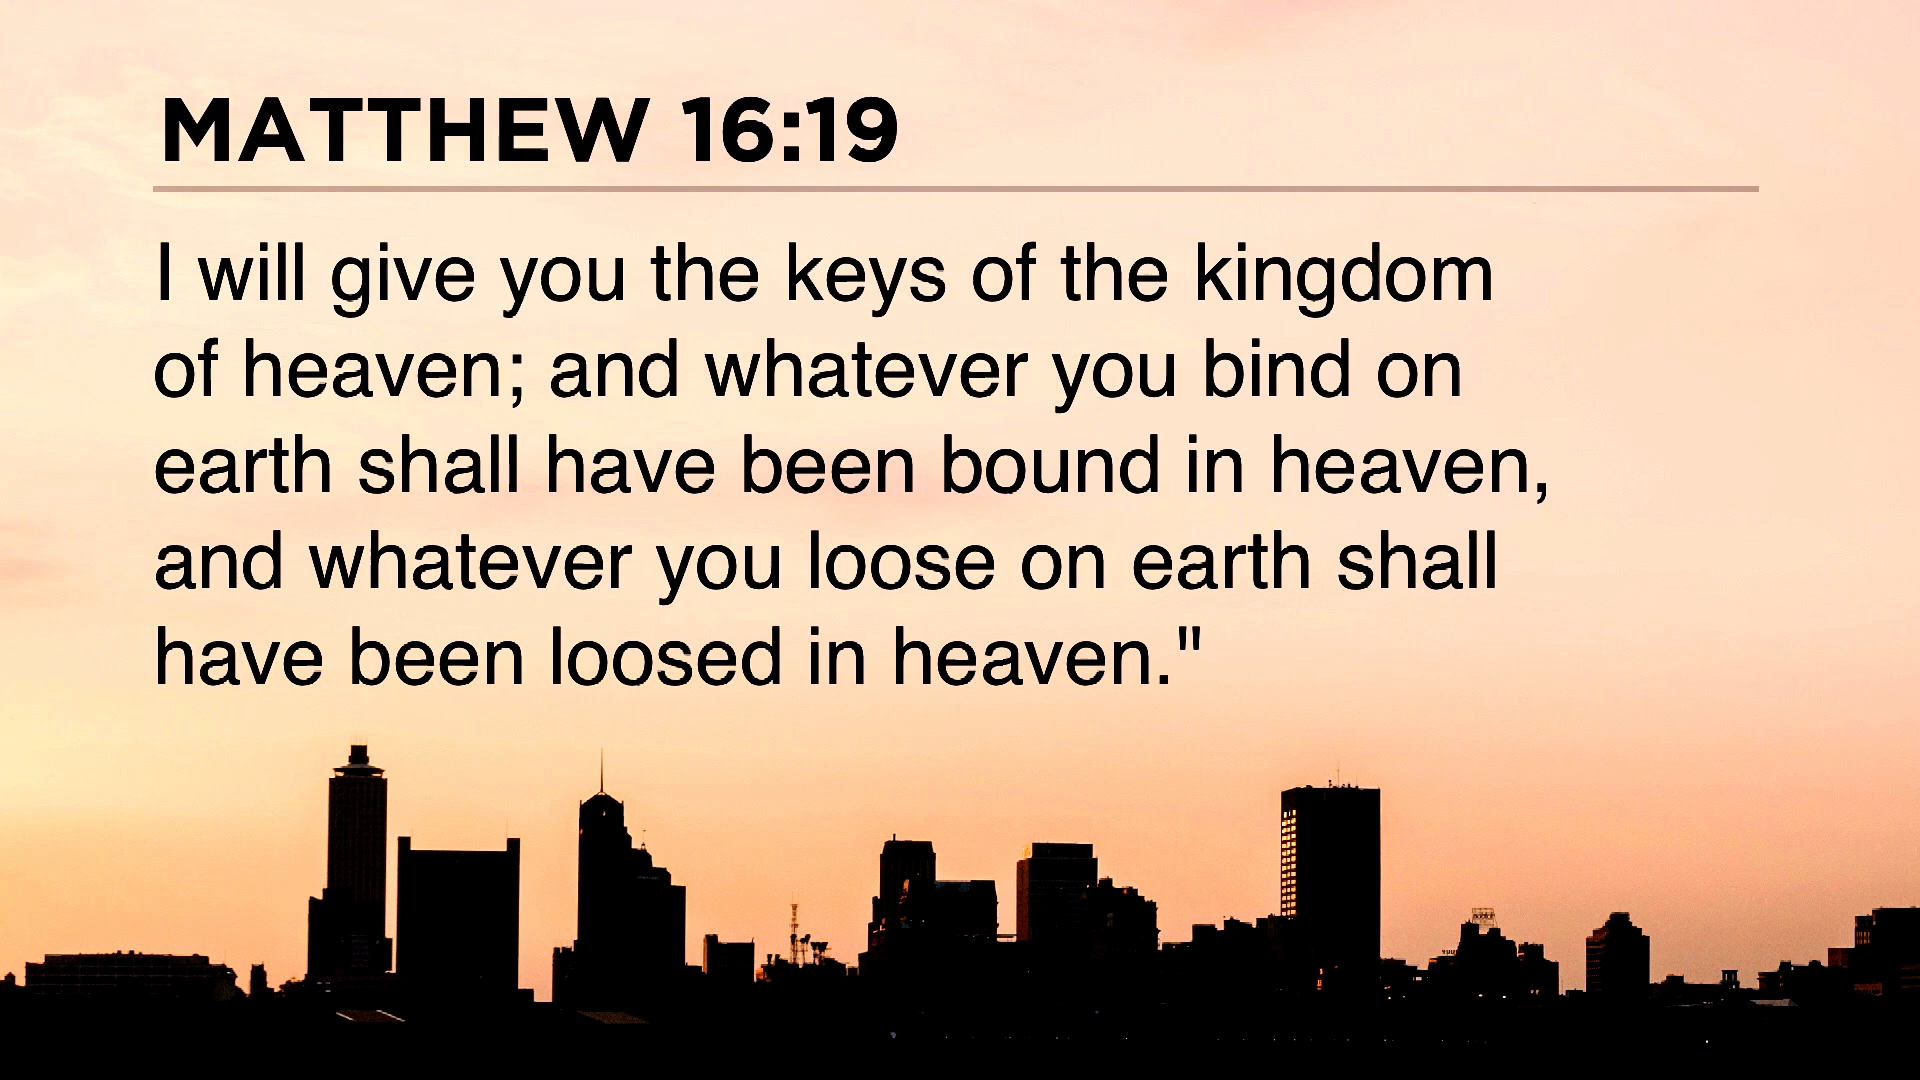 MATTHEW 16:19
I will give you the keys of the kingdom
of heaven; and whatever you bind on
earth shall have been bound in heaven,
and whatever you loose on earth shall
have been loosed in heaven."